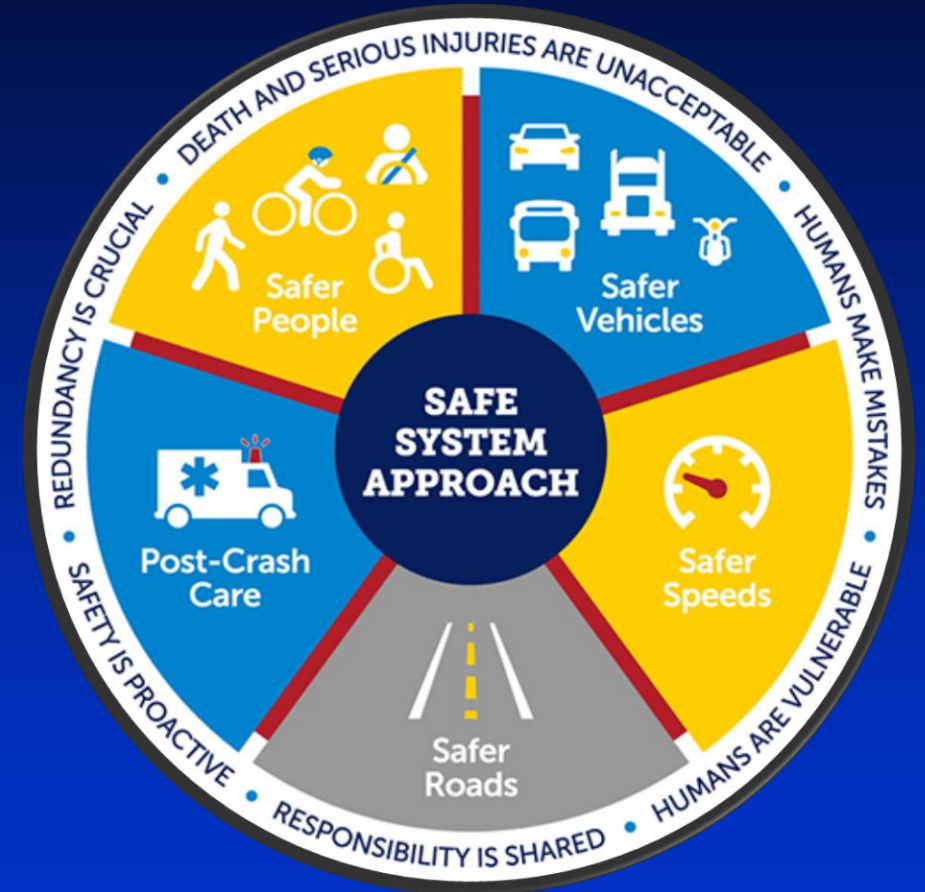 DEATH AND SERIOUS INJURIES ARE UNACCEPTABLE •
HUMANS MAKE MISTAKES •
HUMANS ARE VULNERABLE •
RESPONSIBILITY IS SHARED •
SAFETY IS PROACTIVE •
REDUNDANCY IS CRUCIAL •
Safer
People
Safer
Vehicles
SAFE
SYSTEM
APPROACH
Post-Crash
Care
Safer
Speeds
Safer
Roads